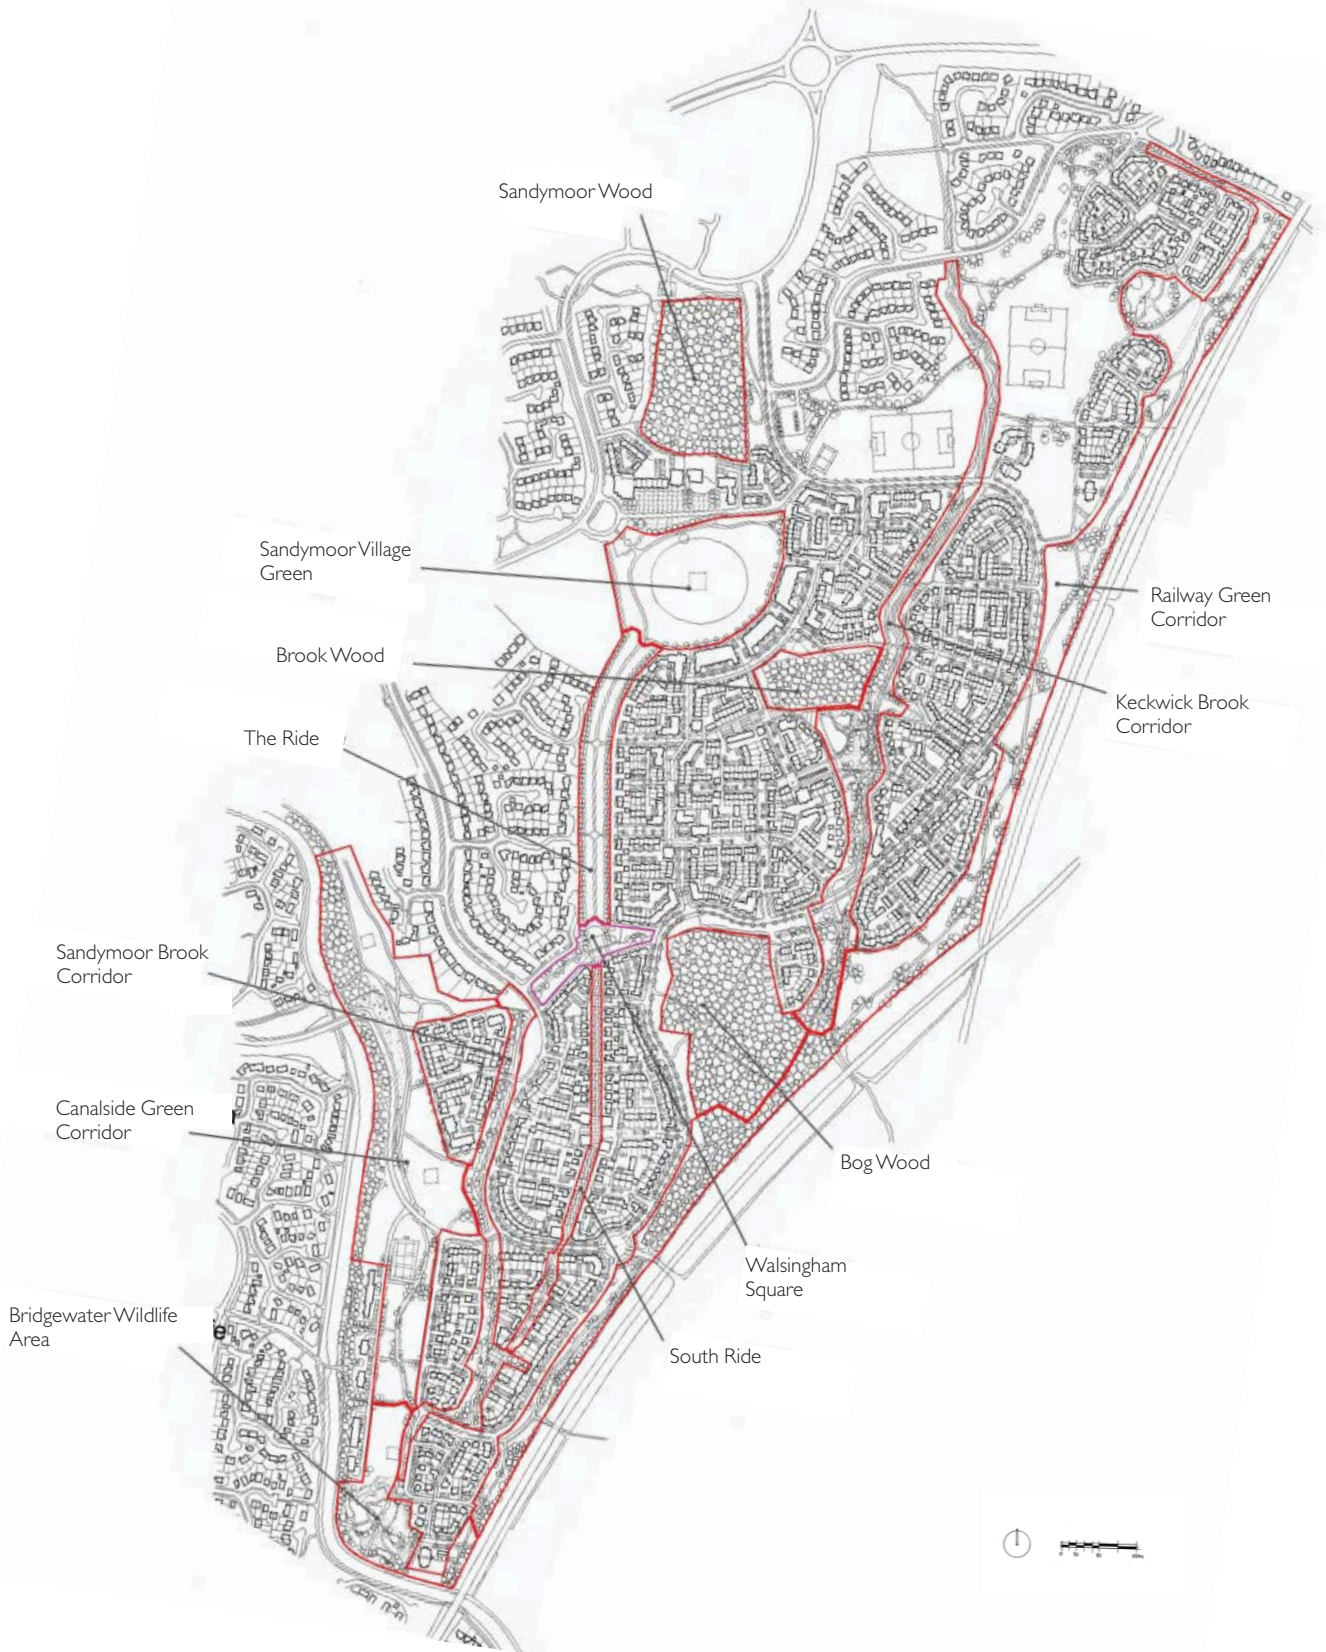 Sandymoor Wood
Sandymoor Village
Green
Railway Green
Corridor
Brook Wood
Keckwick Brook
Corridor
The Ride
Sandymoor Brook
Corridor
Canalside Green
Corridor
Bog Wood
Walsingham
Square
Bridgewater Wildlife
Area
South Ride